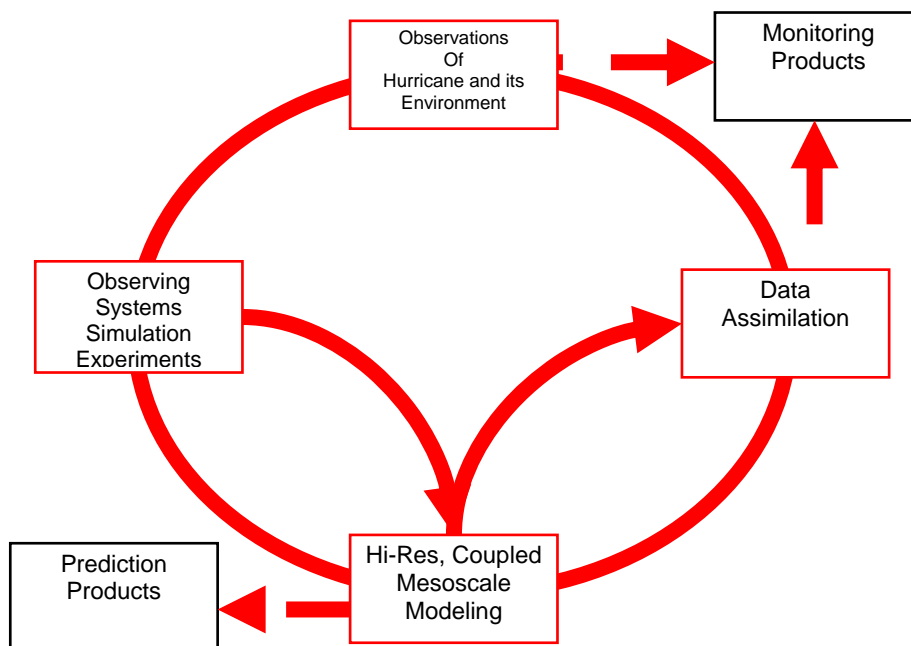 Observations
Of
Hurricane and its
Environment
Monitoring
Products
Observing
Systems
Simulation
Experiments
Data
Assimilation
Hi-Res, Coupled
Mesoscale
Modeling
Prediction
Products